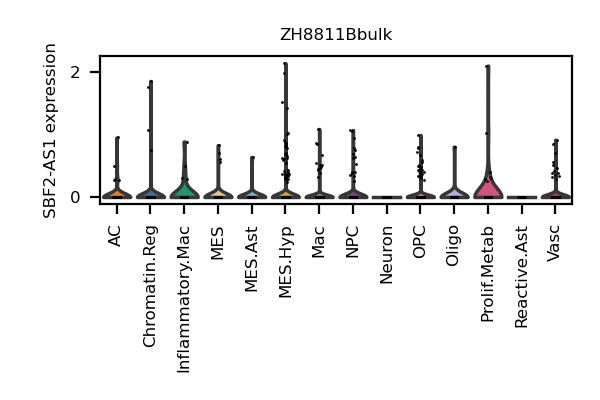 ZH8811Bbulk
SBF2-AS1 expression
2
0
AC
Chromatin.Reg
Inflammatory.Mac
MES
MES.Ast
MES.Hyp
Mac
NPC
Neuron
OPC
Oligo
Prolif.Metab
Reactive.Ast
Vasc